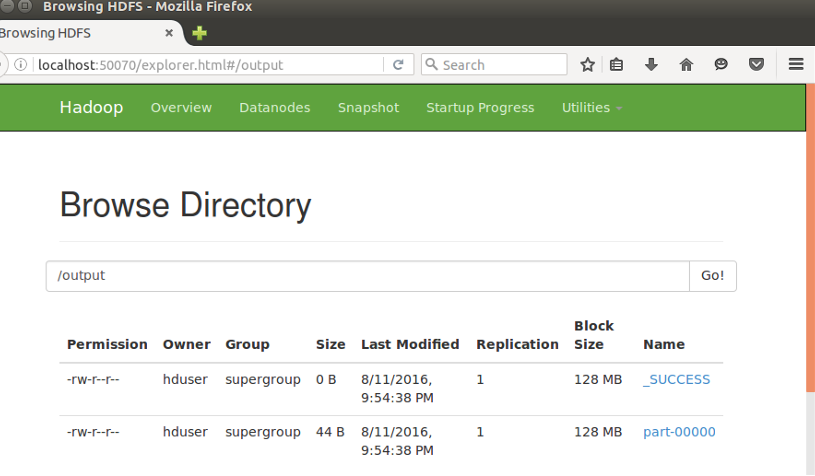 Browsing HDFS - Mozilla Firefox
Browsing HDFS
localhost:50070/explorer.html#/output
Search
Hadoop Overview Datanodes Snapshot Startup Progress Utilities
Browse Directory
/output Go!
Permission Owner Group Size Last Modified Replication Block Size Name
-rw-r--r-- hduser supergroup 0 B 8/11/2016, 9:54:38 PM 1 128 MB _SUCCESS
-rw-r--r-- hduser supergroup 44 B 8/11/2016, 9:54:38 PM 1 128 MB part-00000